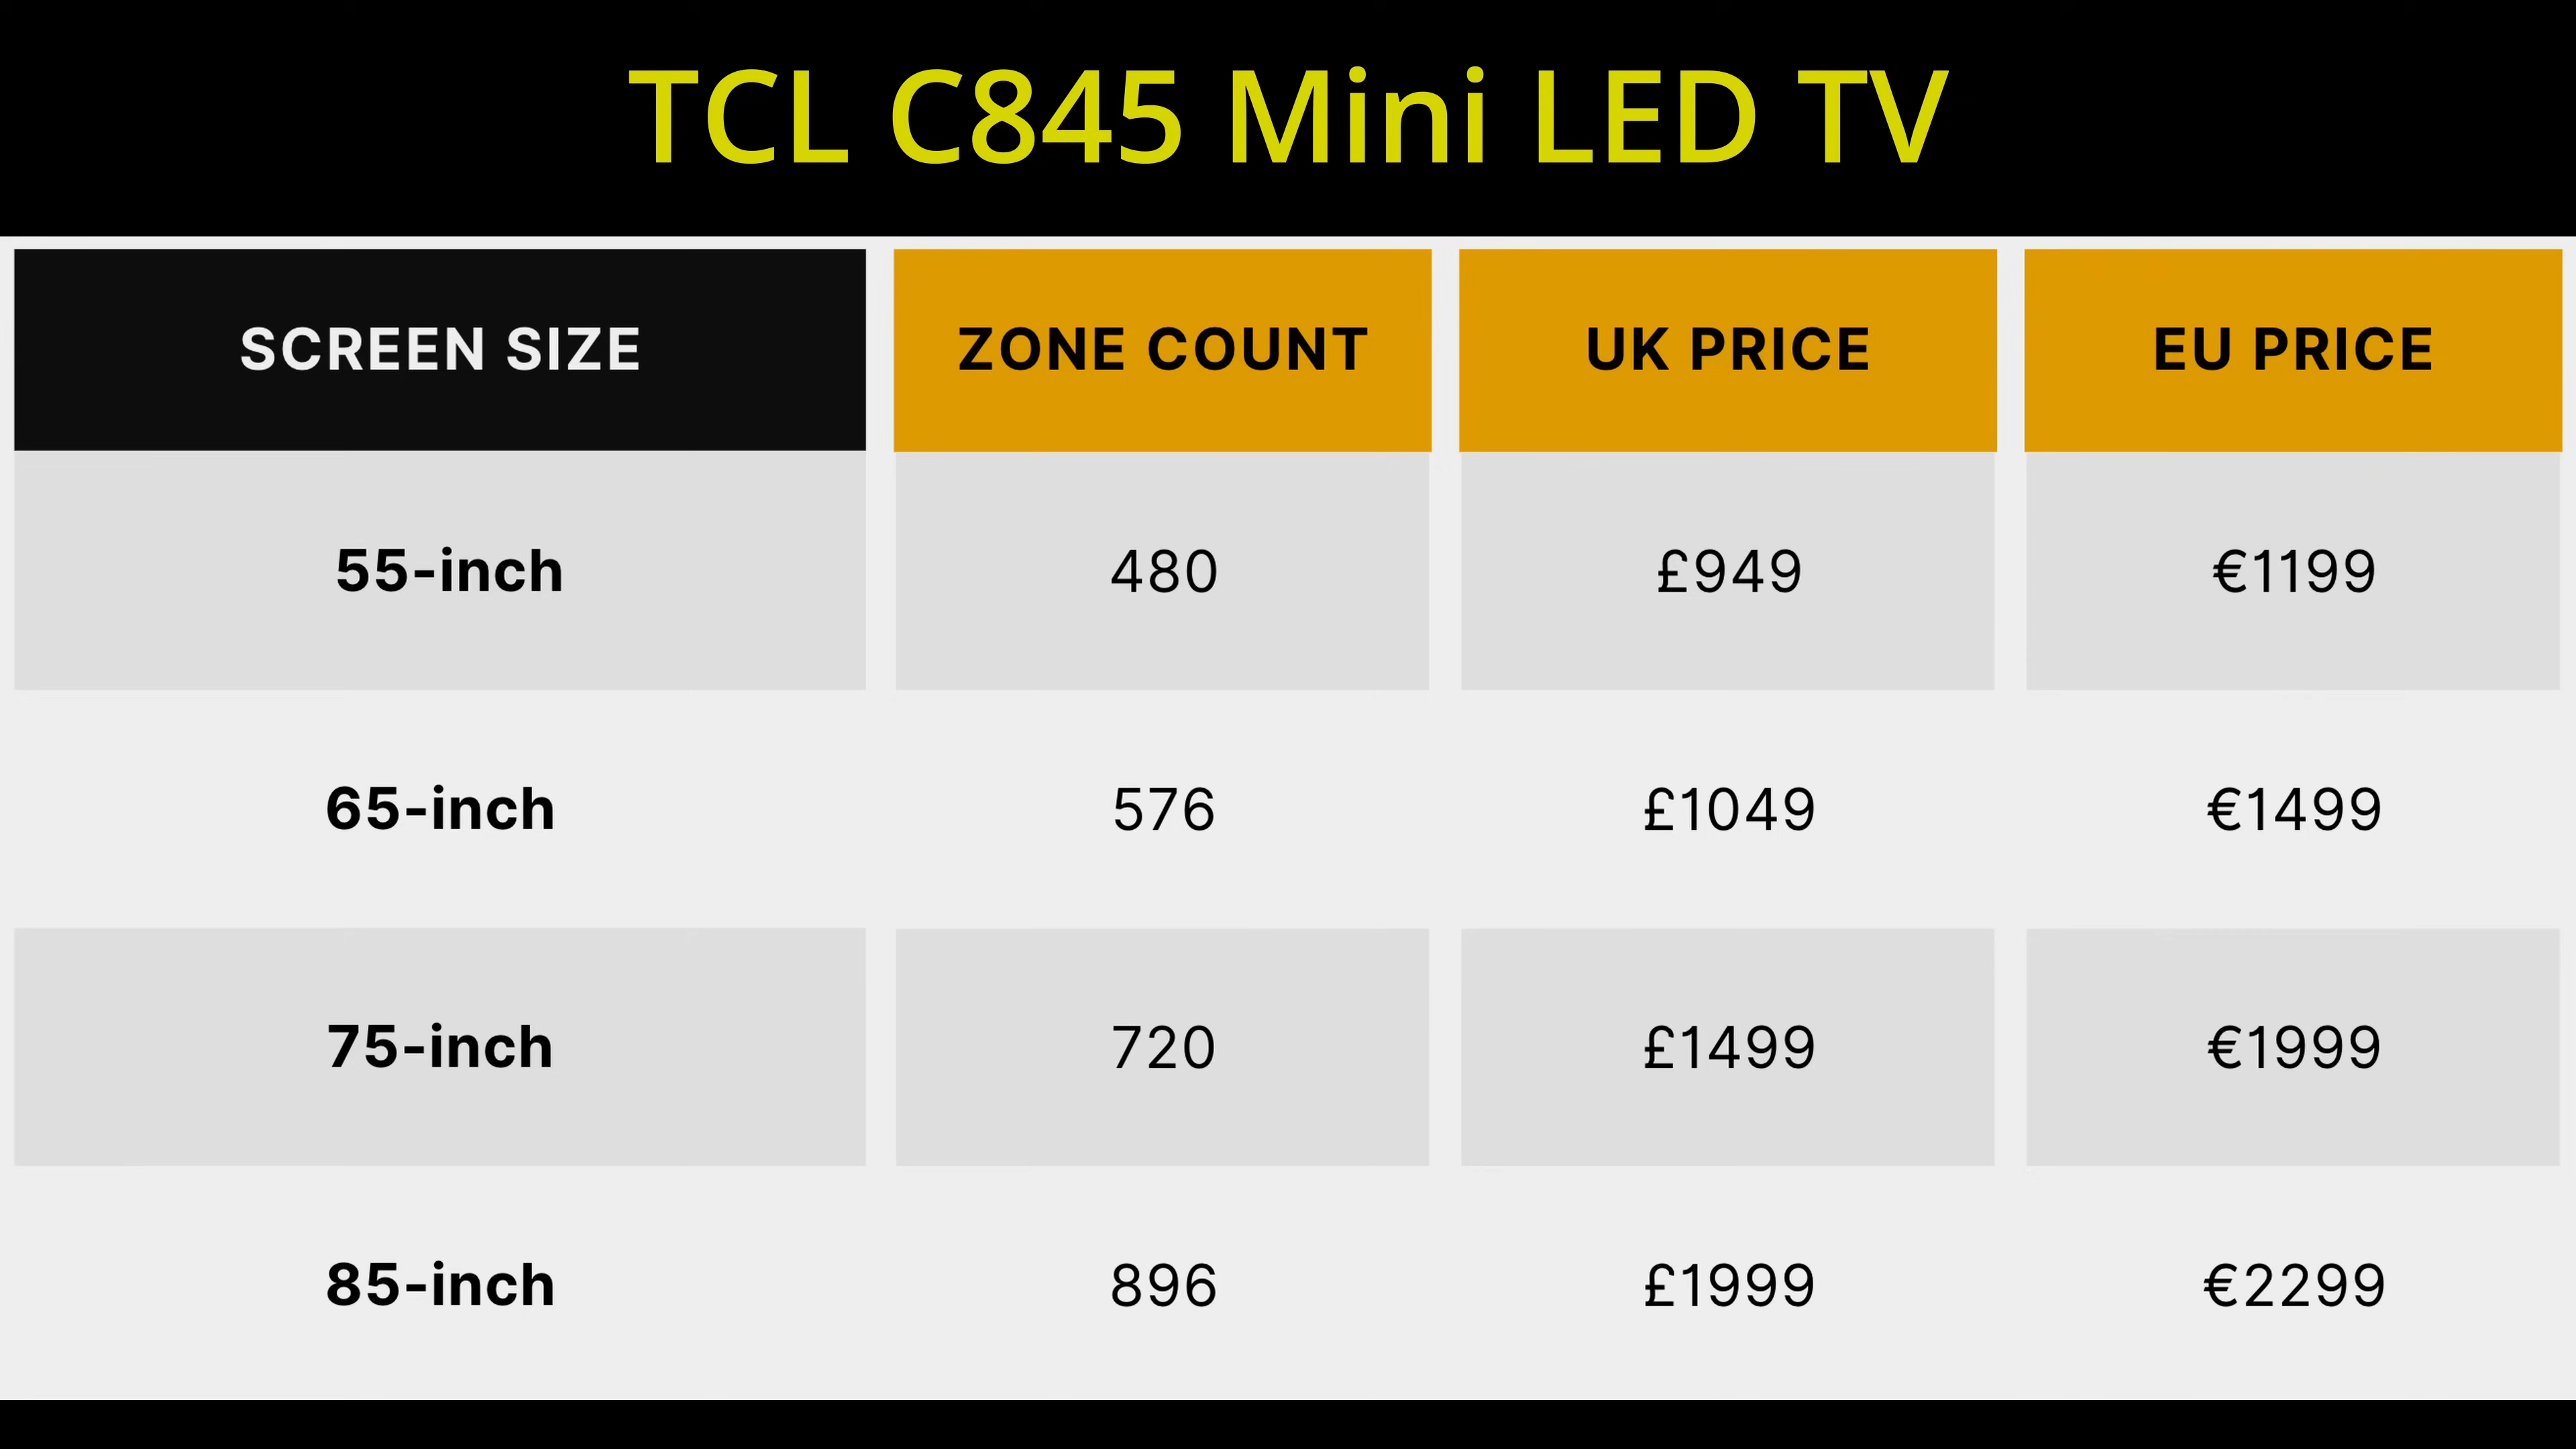 TCL C845 Mini LED TV
SCREEN SIZE ZONE COUNT UK PRICE EU PRICE
55-inch 480 £949 €1199
65-inch 576 £1049 €1499
75-inch 720 £1499 €1999
85-inch 896 £1999 €2299